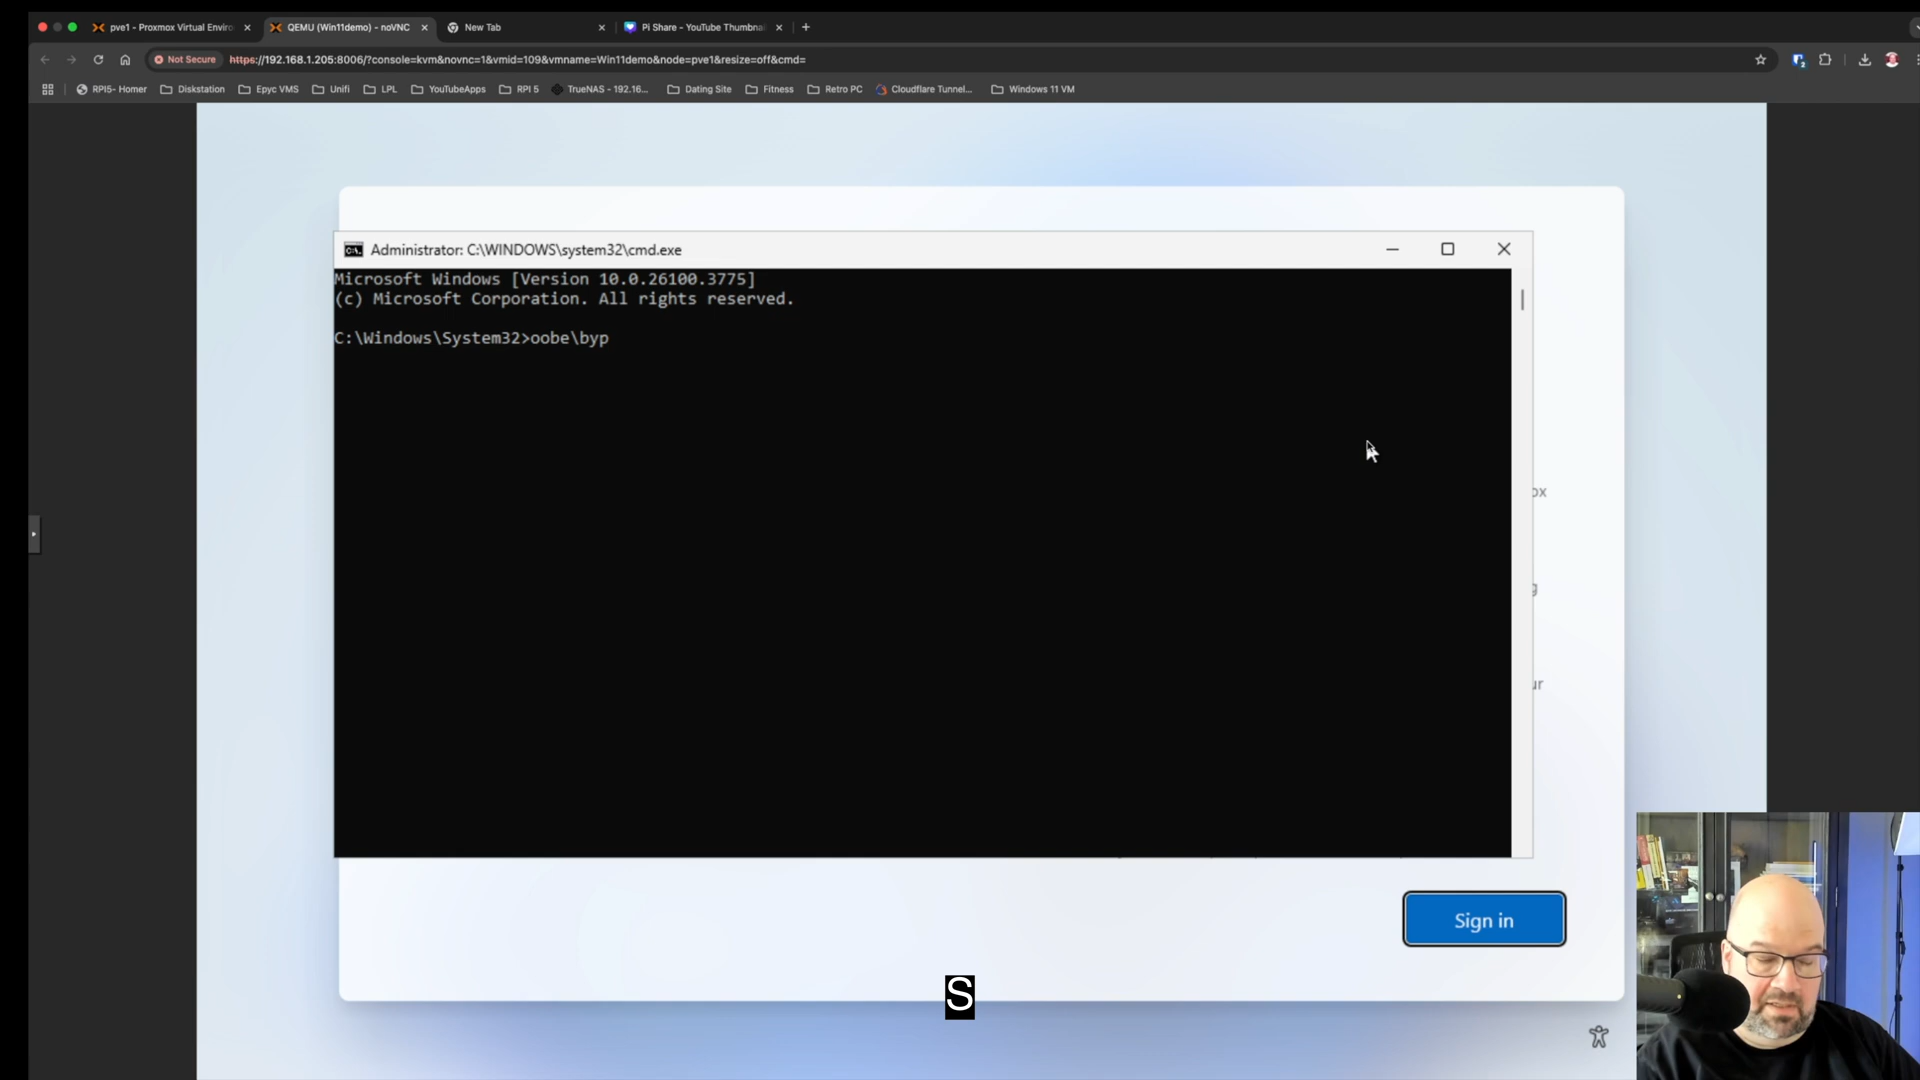 pve1 - Proxmox Virtual Enviro
QEMU (Win11demo) - noVNC
New Tab
Pi Share - YouTube Thumbnai
Not Secure
https://192.168.1.205:8006/?console=kvm&novnc=1&vmid=109&vmname=Win11demo&node=pve1&resize=off&cmd=
RPI5- Homer
Diskstation
Epyc VMS
Unifi
LPL
YouTubeApps
RPI 5
TrueNAS - 192.16...
Dating Site
Fitness
Retro PC
Cloudflare Tunnel...
Windows 11 VM
Administrator: C:\WINDOWS\system32\cmd.exe
Microsoft Windows [Version 10.0.26100.3775]
(c) Microsoft Corporation. All rights reserved.
C:\Windows\System32>oobe\byp
ox
g
ur
Sign in
S